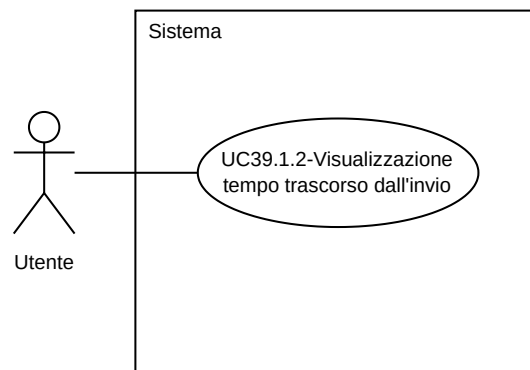 Sistema
UC39.1.2-Visualizzazione
tempo trascorso dall'invio
Utente